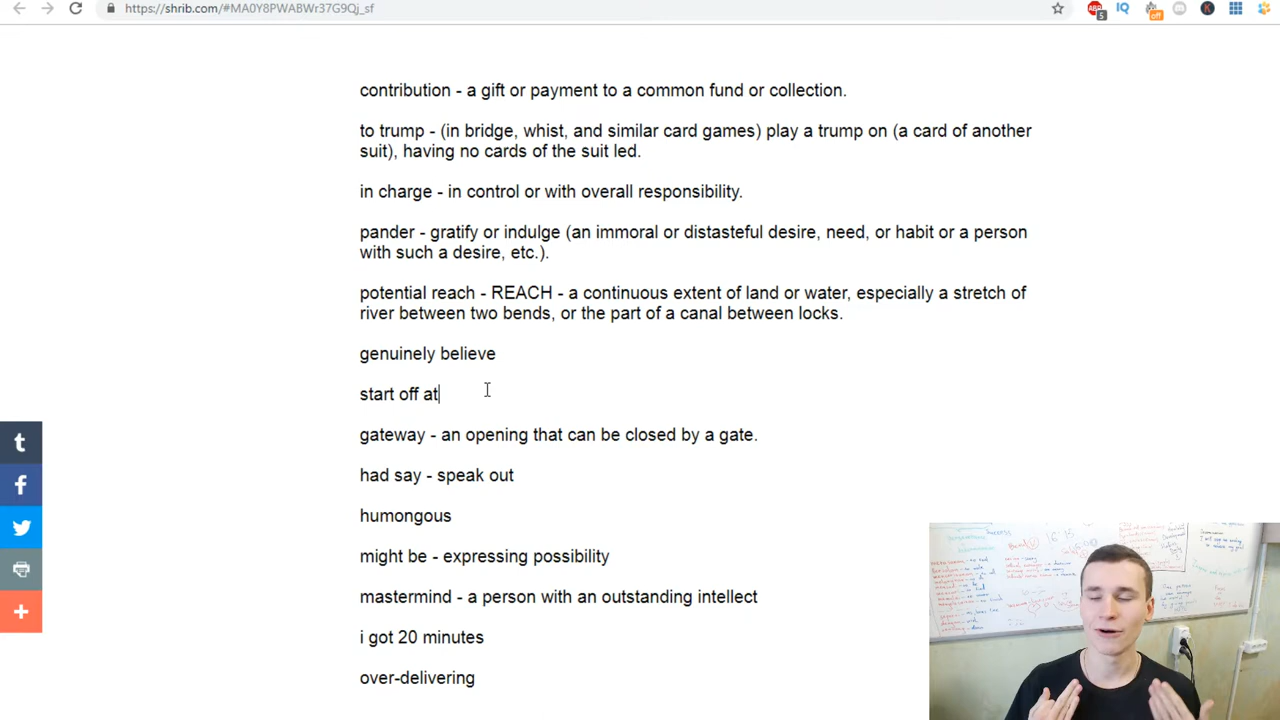 https://shrib.com/#MA0Y8PWABWr37G9Qj_sf
5
IQ
off
K
contribution - a gift or payment to a common fund or collection.
to trump - (in bridge, whist, and similar card games) play a trump on (a card of another
suit), having no cards of the suit led.
in charge - in control or with overall responsibility.
pander - gratify or indulge (an immoral or distasteful desire, need, or habit or a person
with such a desire, etc.).
potential reach - REACH - a continuous extent of land or water, especially a stretch of
river between two bends, or the part of a canal between locks.
genuinely believe
start off at
gateway - an opening that can be closed by a gate.
had say - speak out
humongous
might be - expressing possibility
mastermind - a person with an outstanding intellect
i got 20 minutes
over-delivering
Success